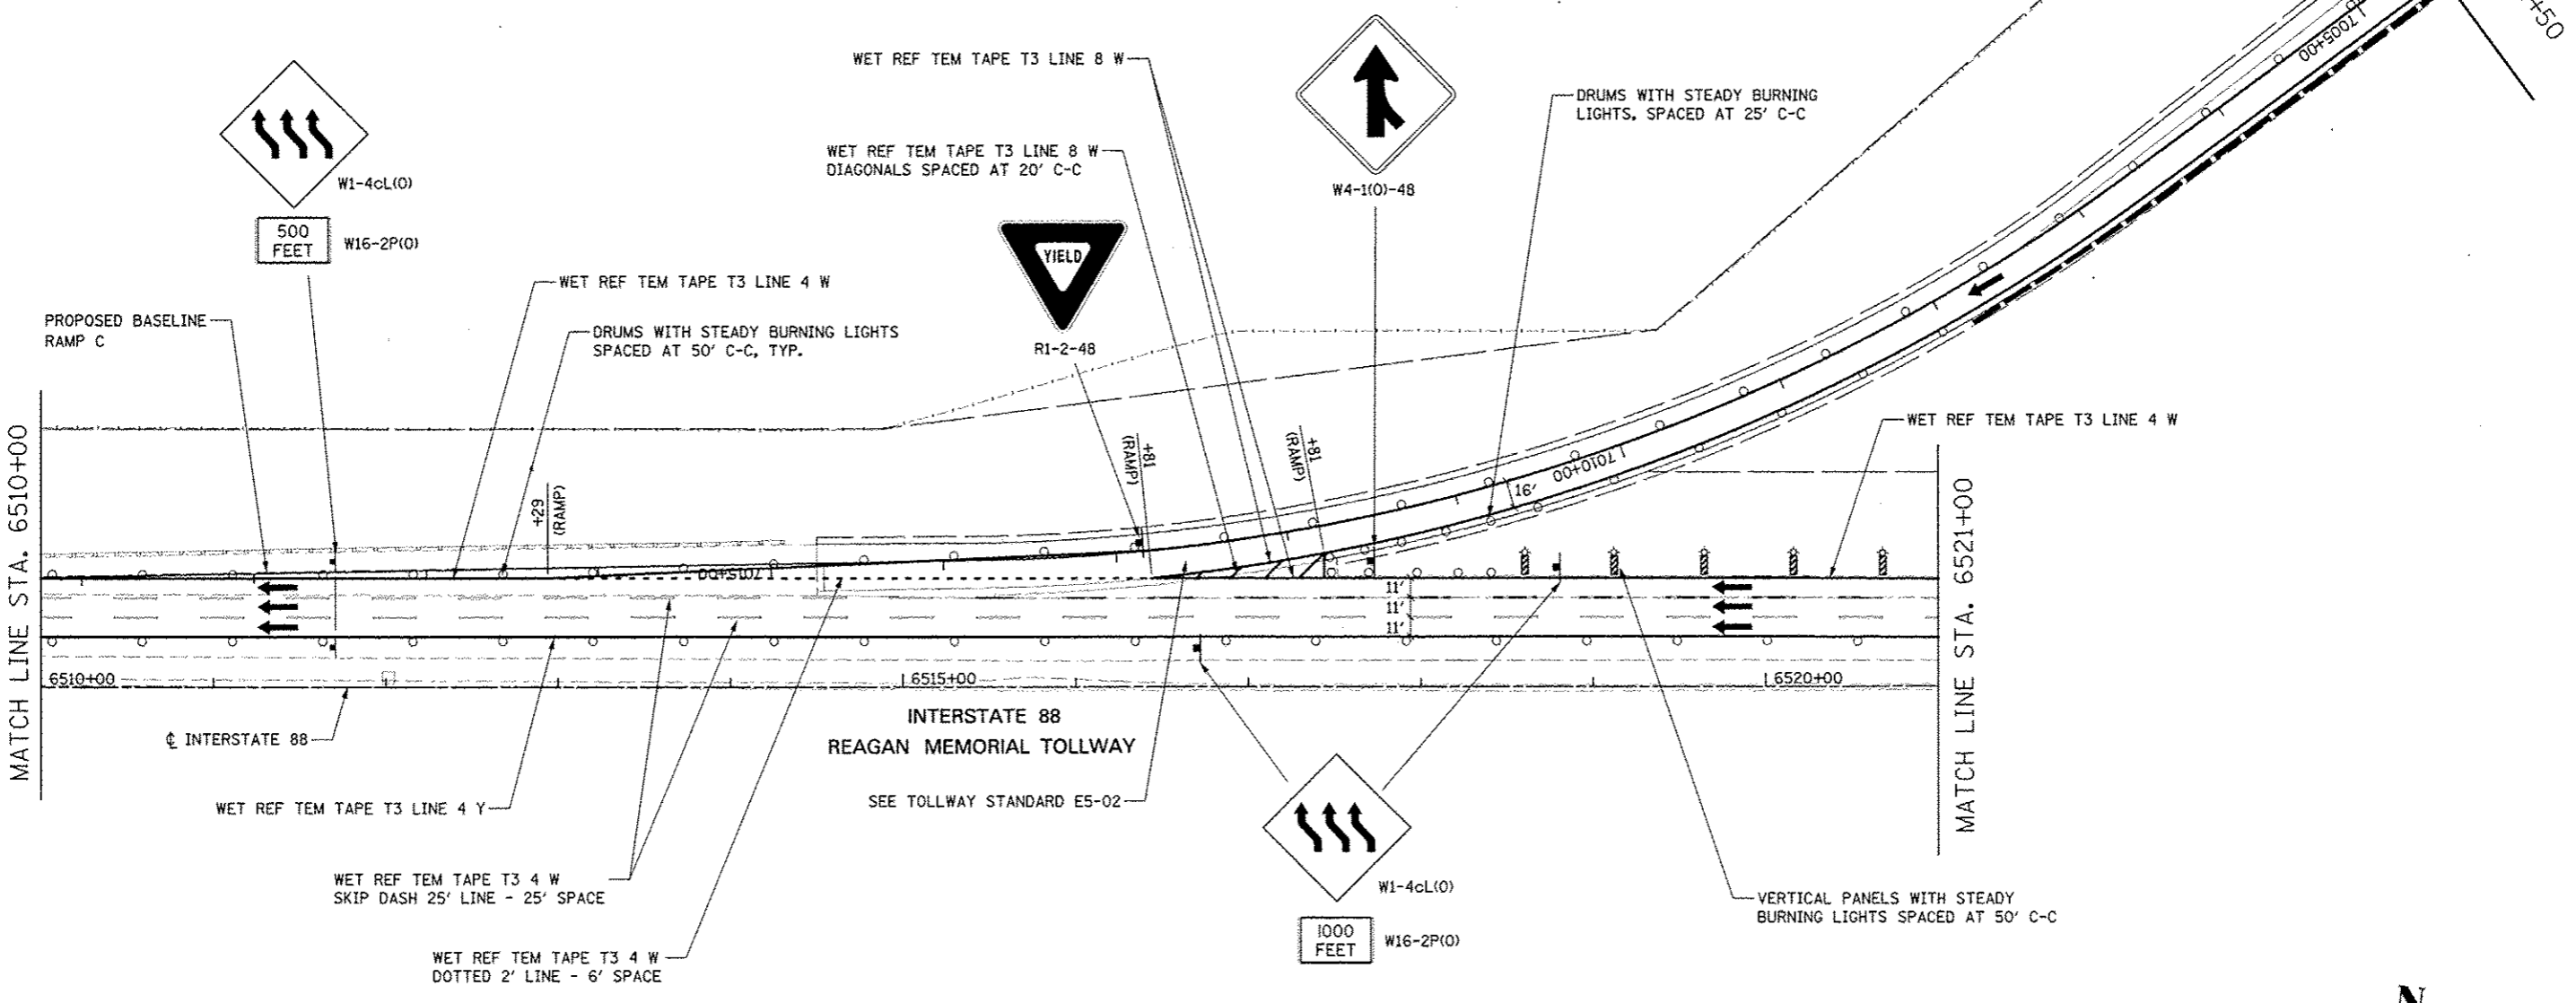 WET REF TEM TAPE T3 LINE 8 W
DRUMS WITH STEADY BURNING
LIGHTS. SPACED AT 25' C-C
WET REF TEM TAPE T3 LINE 8 W
DIAGONALS SPACED AT 20' C-C
W4-1(O)-48
W1-4cL(O)
500
FEET
W16-2P(O)
YIELD
R1-2-48
WET REF TEM TAPE T3 LINE 4 W
PROPOSED BASELINE
RAMP C
DRUMS WITH STEADY BURNING LIGHTS
SPACED AT 50' C-C, TYP.
7005+00
+50
WET REF TEM TAPE T3 LINE 4 W
MATCH LINE STA. 6510+00
+29
(RAMP)
+81
(RAMP)
+81
(RAMP)
7010+00
16'
7015+00
11'
11'
11'
MATCH LINE STA. 6521+00
6510+00
6515+00
6520+00
INTERSTATE 88
REAGAN MEMORIAL TOLLWAY
℄ INTERSTATE 88
WET REF TEM TAPE T3 LINE 4 Y
SEE TOLLWAY STANDARD E5-02
WET REF TEM TAPE T3 4 W
SKIP DASH 25' LINE - 25' SPACE
W1-4cL(O)
1000
FEET
W16-2P(O)
VERTICAL PANELS WITH STEADY
BURNING LIGHTS SPACED AT 50' C-C
WET REF TEM TAPE T3 4 W
DOTTED 2' LINE - 6' SPACE
N